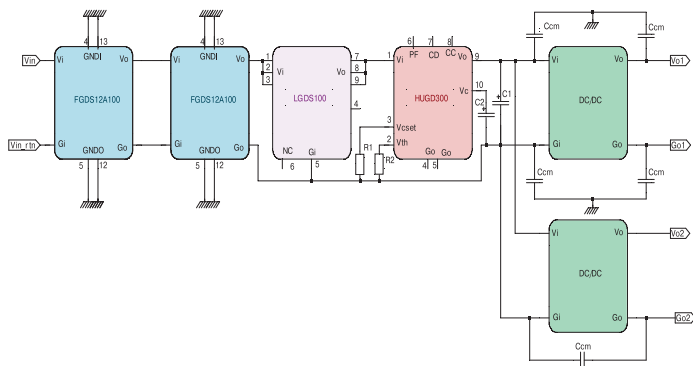 4 13
GNDI
Vin
Vi
Vo
FGDS12A100
Vin_rtn
Gi
Go
GNDO
5 12
4 13
GNDI
Vi
Vo
FGDS12A100
Gi
Go
GNDO
5 12
1
2
3
Vi
Vo
7
8
9
LGDS100
4
NC
Gi
6
5
6 7 8
PF CD CC
1
Vi
Vo
9
HUGD300
Vc
10
3
Vcset
2
Vth
Go Go
4 5
R1
R2
C2
+
C1
+
Ccm
Ccm
Vi
Vo
Vo1
DC/DC
Gi
Go
Go1
Ccm
Ccm
Vi
Vo
Vo2
DC/DC
Gi
Go
Go2
Ccm